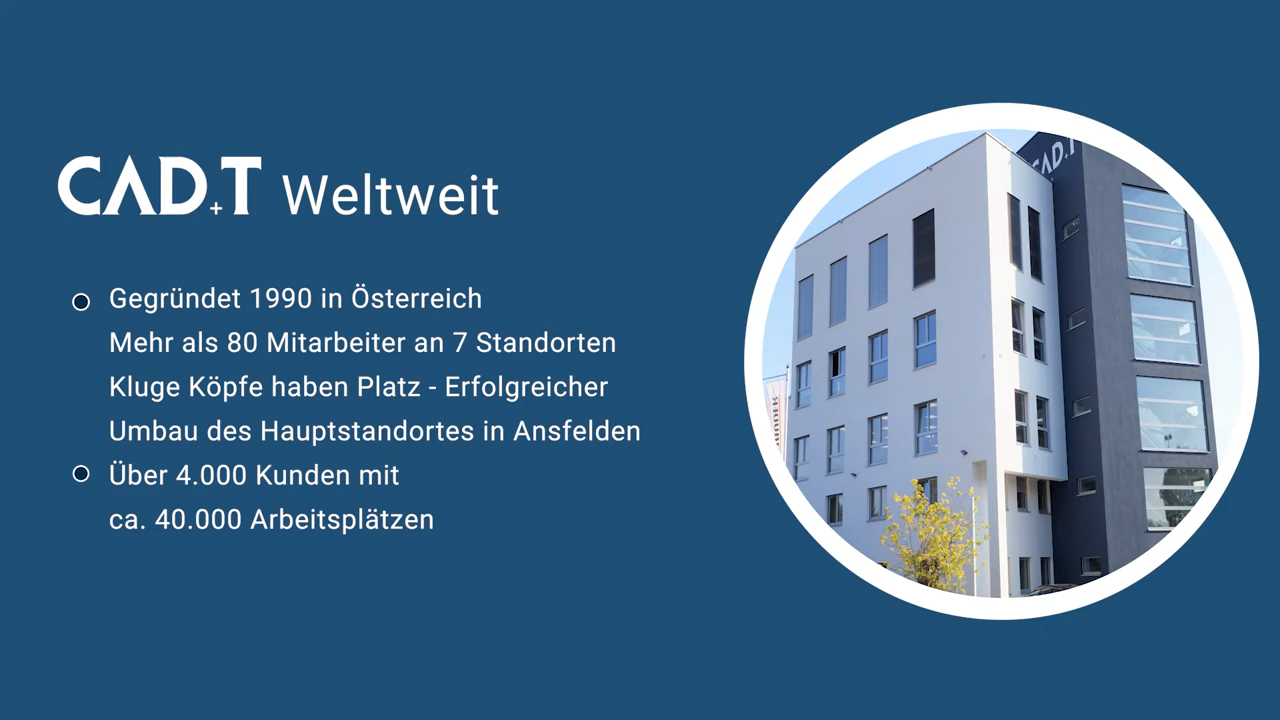 CAD+T Weltweit
Gegründet 1990 in Österreich
Mehr als 80 Mitarbeiter an 7 Standorten
Kluge Köpfe haben Platz - Erfolgreicher
Umbau des Hauptstandortes in Ansfelden
Über 4.000 Kunden mit
ca. 40.000 Arbeitsplätzen
CAD+T